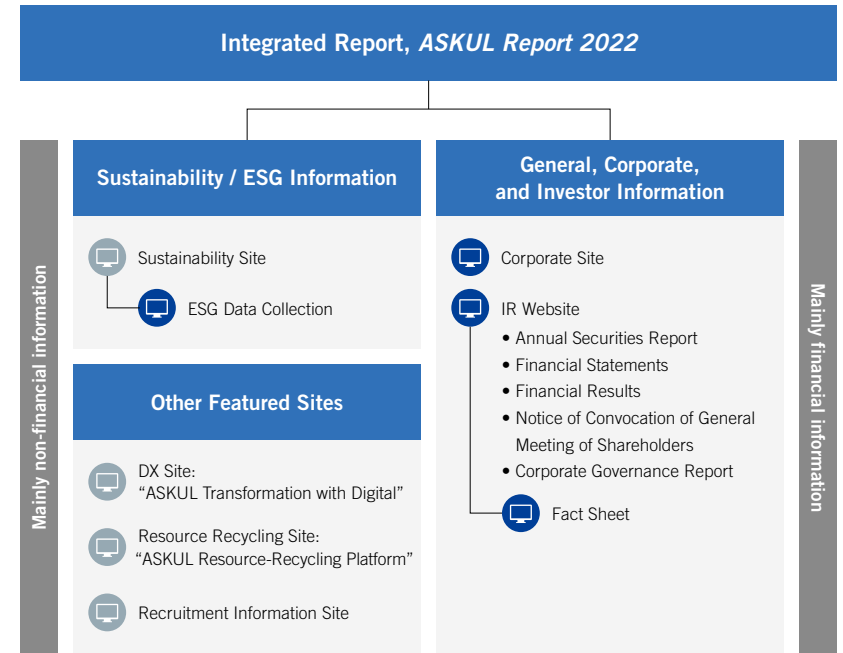 Integrated Report, ASKUL Report 2022
Mainly non-financial information
Sustainability / ESG Information
Sustainability Site
ESG Data Collection
Other Featured Sites
DX Site:
“ASKUL Transformation with Digital”
Resource Recycling Site:
“ASKUL Resource-Recycling Platform”
Recruitment Information Site
General, Corporate,
and Investor Information
Corporate Site
IR Website
• Annual Securities Report
• Financial Statements
• Financial Results
• Notice of Convocation of General
Meeting of Shareholders
• Corporate Governance Report
Fact Sheet
Mainly financial information